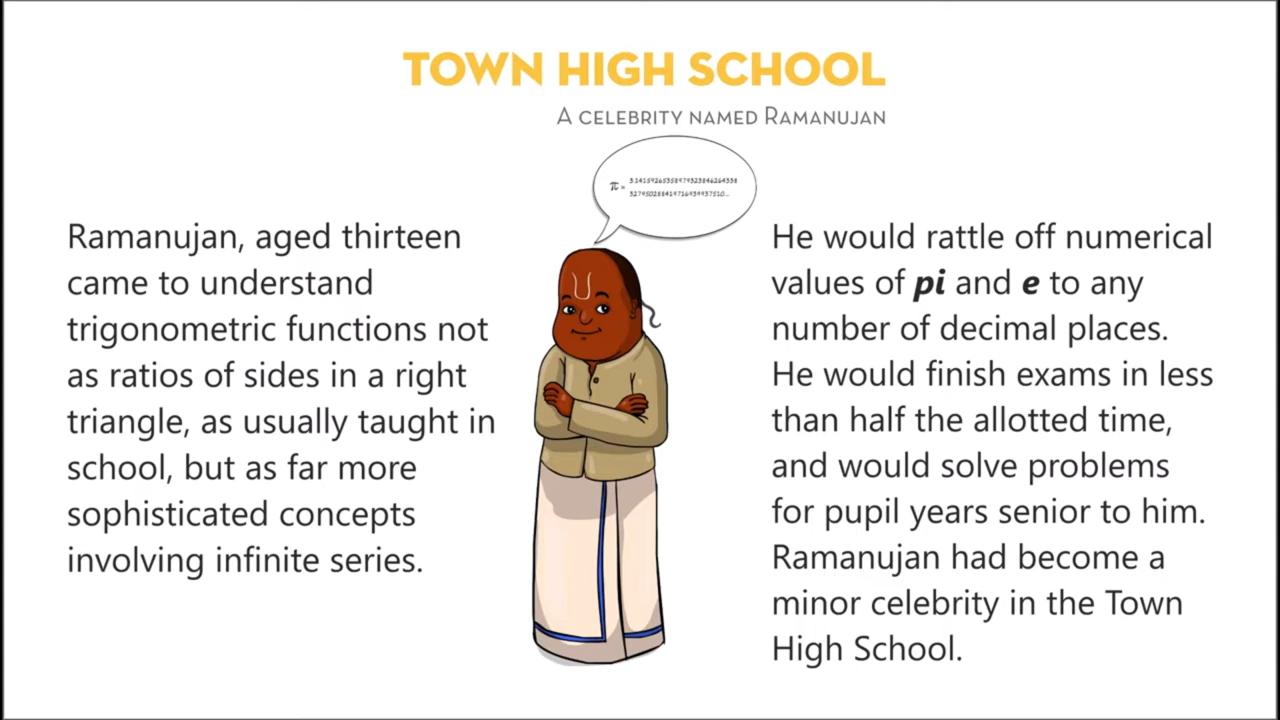 TOWN HIGH SCHOOL
A CELEBRITY NAMED RAMANUJAN
π = 3.14159265358979323846264338
327950288419716939937510...
Ramanujan, aged thirteen
came to understand
trigonometric functions not
as ratios of sides in a right
triangle, as usually taught in
school, but as far more
sophisticated concepts
involving infinite series.
He would rattle off numerical
values of pi and e to any
number of decimal places.
He would finish exams in less
than half the allotted time,
and would solve problems
for pupil years senior to him.
Ramanujan had become a
minor celebrity in the Town
High School.